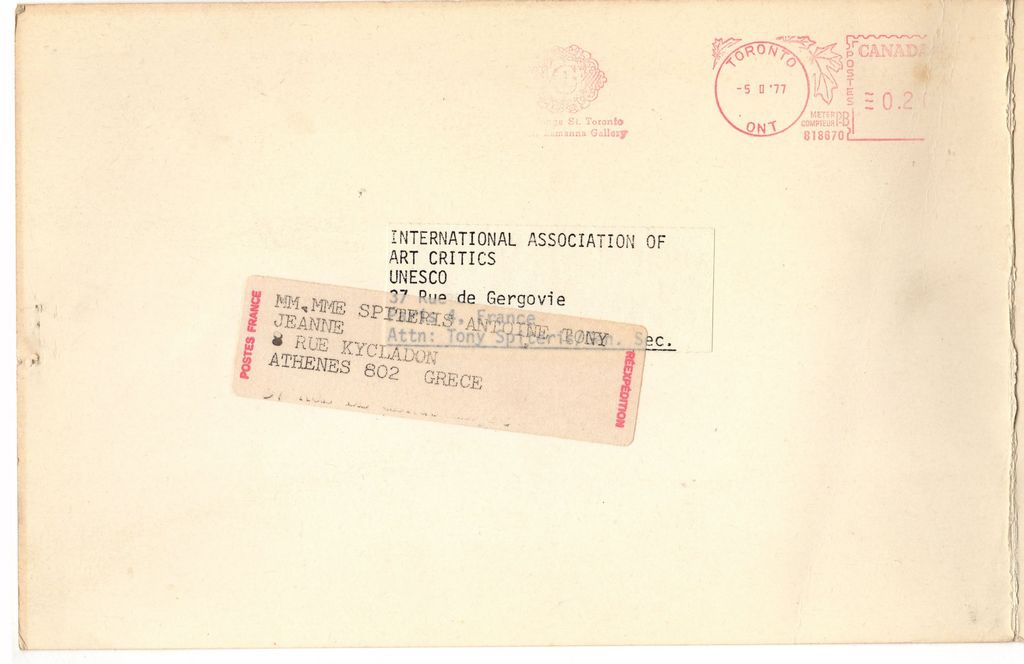 St. Toronto
Gallery
TORONTO
-5 II '77
ONT
CANADA
POSTES
0.2
METER
COMPTEUR
PB
818670
INTERNATIONAL ASSOCIATION OF
ART CRITICS
UNESCO
37 Rue de Gergovie
France
Attn: Tony Spiteris, Sec.
POSTES FRANCE
MM,MME SPITERIS ANTOINE TONY
JEANNE
8 RUE KYCLADON
ATHENES 802 GRECE
REEXPEDITION